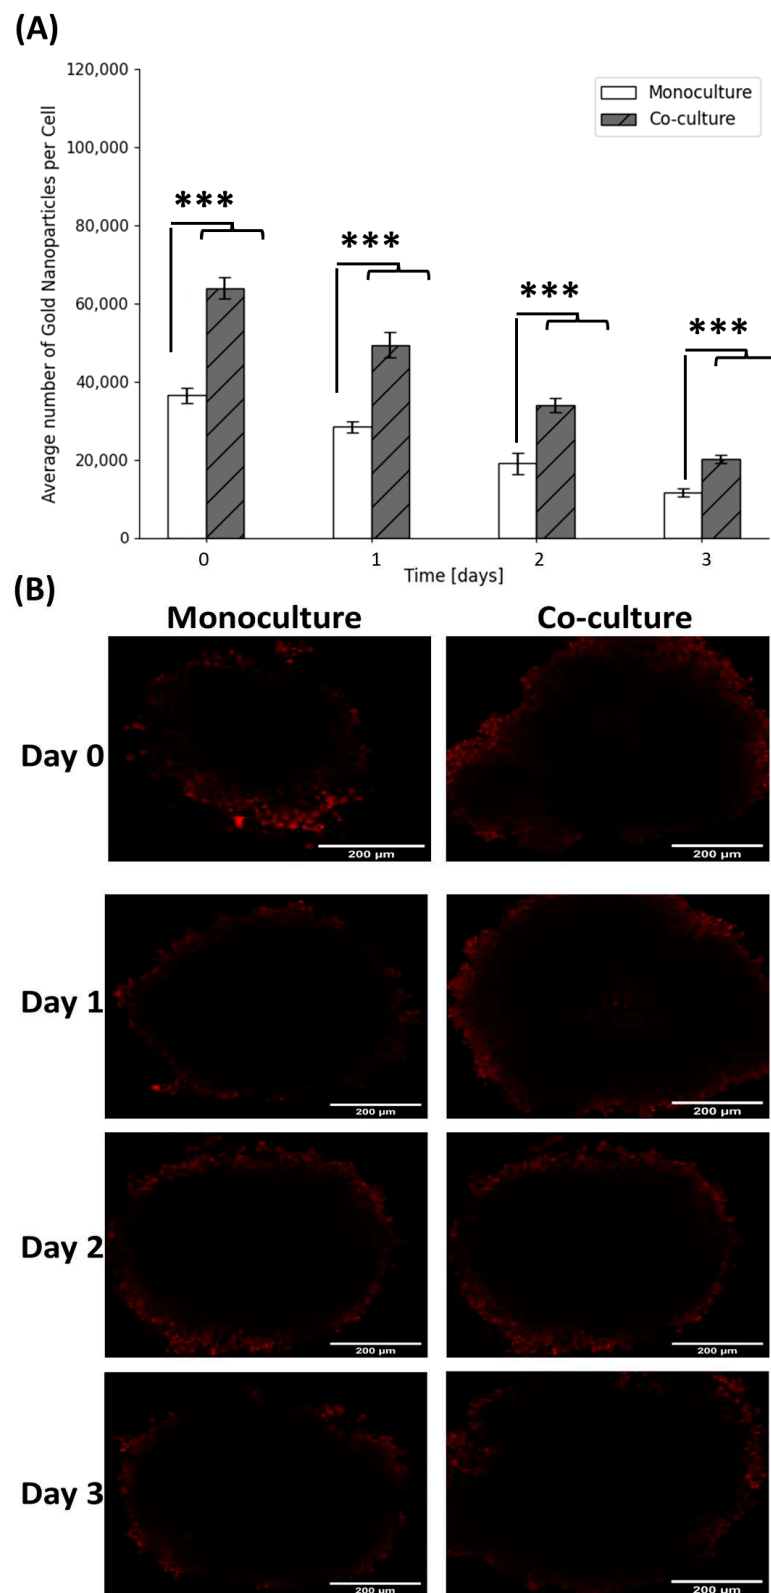 (A)
120,000
100,000
80,000
60,000
40,000
20,000
0
Average number of Gold Nanoparticles per Cell
Monoculture
Co-culture
***
***
***
***
0 1 2 3
Time [days]
(B)
Monoculture Co-culture
Day 0
200 µm 200 µm
Day 1
200 µm 200 µm
Day 2
200 µm 200 µm
Day 3
200 µm 200 µm